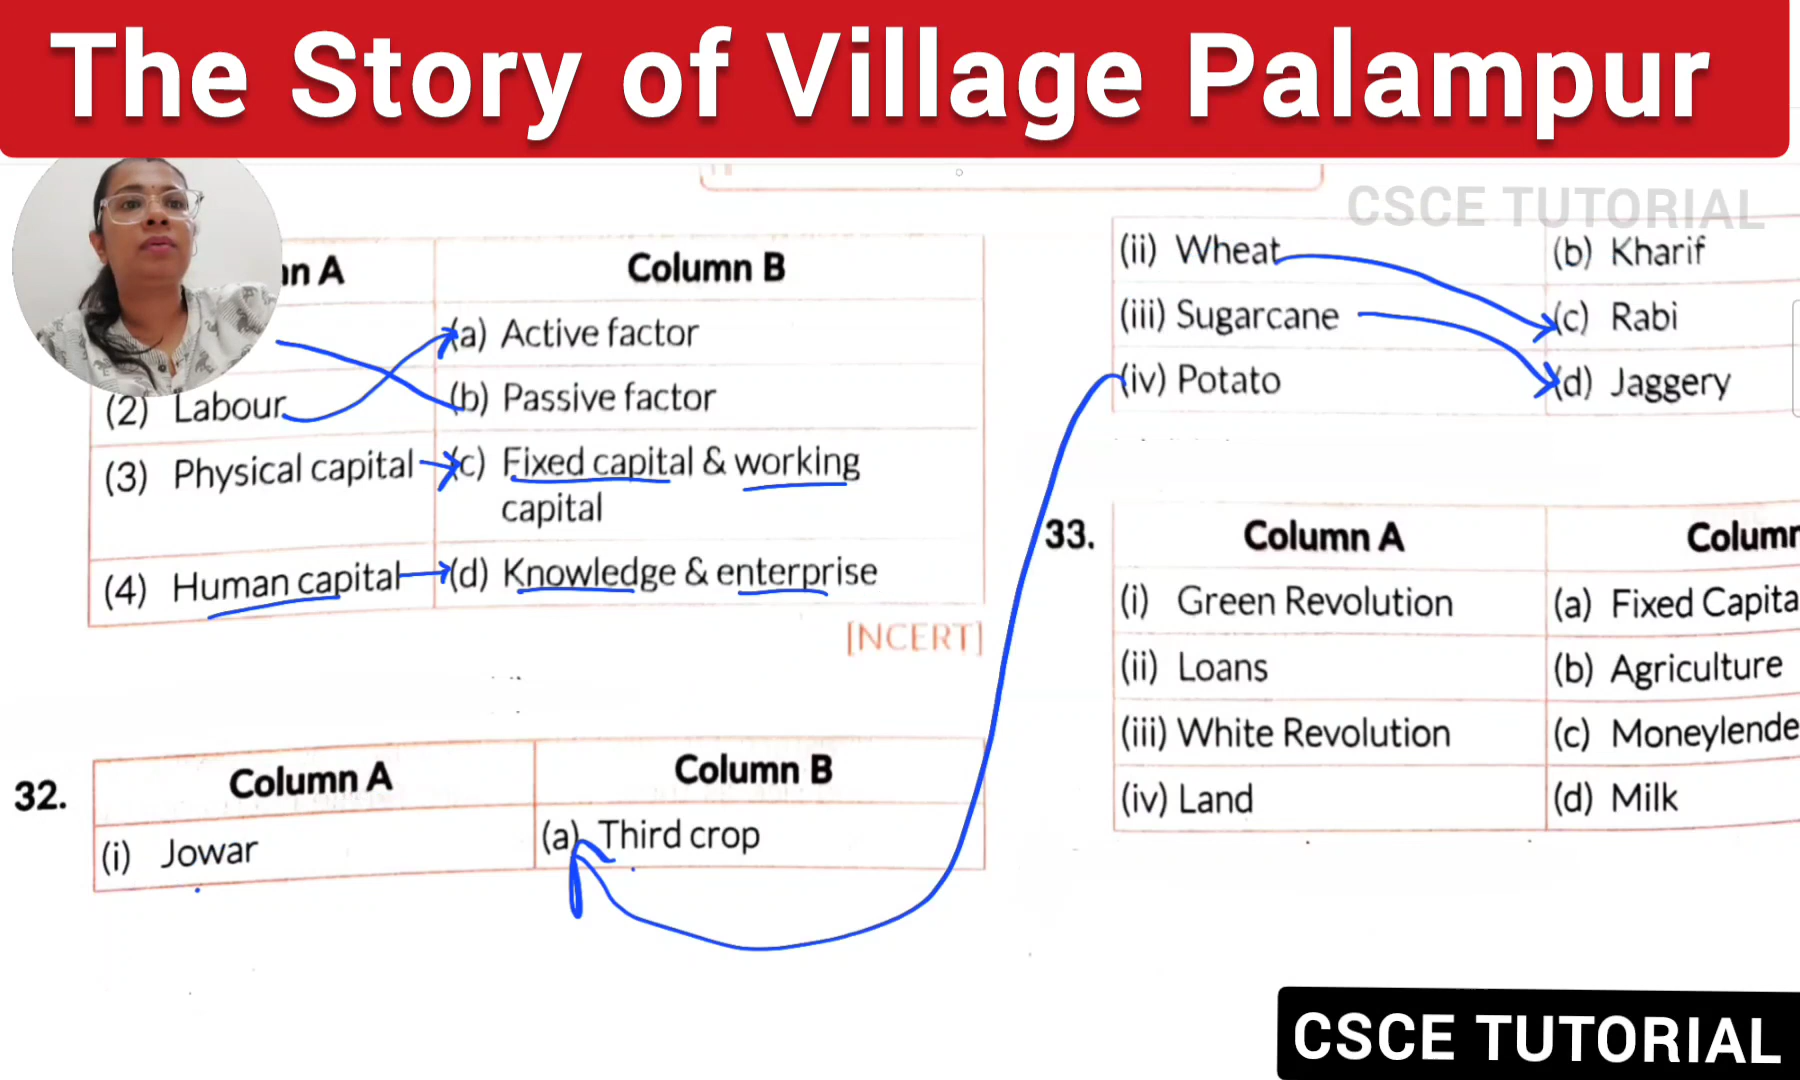 The Story of Village Palampur
CSCE TUTORIAL
Column B
(a) Active factor
(b) Passive factor
(2) Labour
(3) Physical capital
(c) Fixed capital & working
capital
(4) Human capital
(d) Knowledge & enterprise
[NCERT]
32.
Column A
Column B
(i) Jowar
(a) Third crop
(ii) Wheat
(b) Kharif
(iii) Sugarcane
(c) Rabi
(iv) Potato
(d) Jaggery
33.
Column A
(i) Green Revolution
(a) Fixed
(ii) Loans
(b) Agriculture
(iii) White Revolution
(c)
(iv) Land
(d) Milk
CSCE TUTORIAL